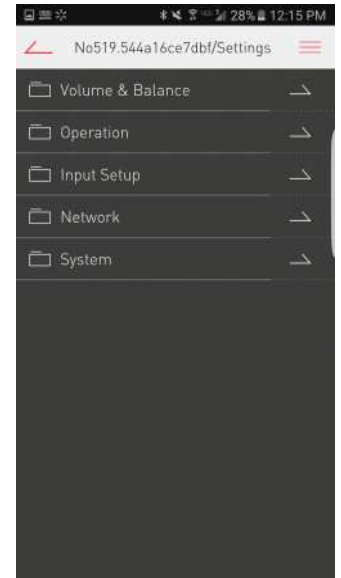 28% 12:15 PM
No519.544a16ce7dbf/Settings
Volume & Balance
Operation
Input Setup
Network
System